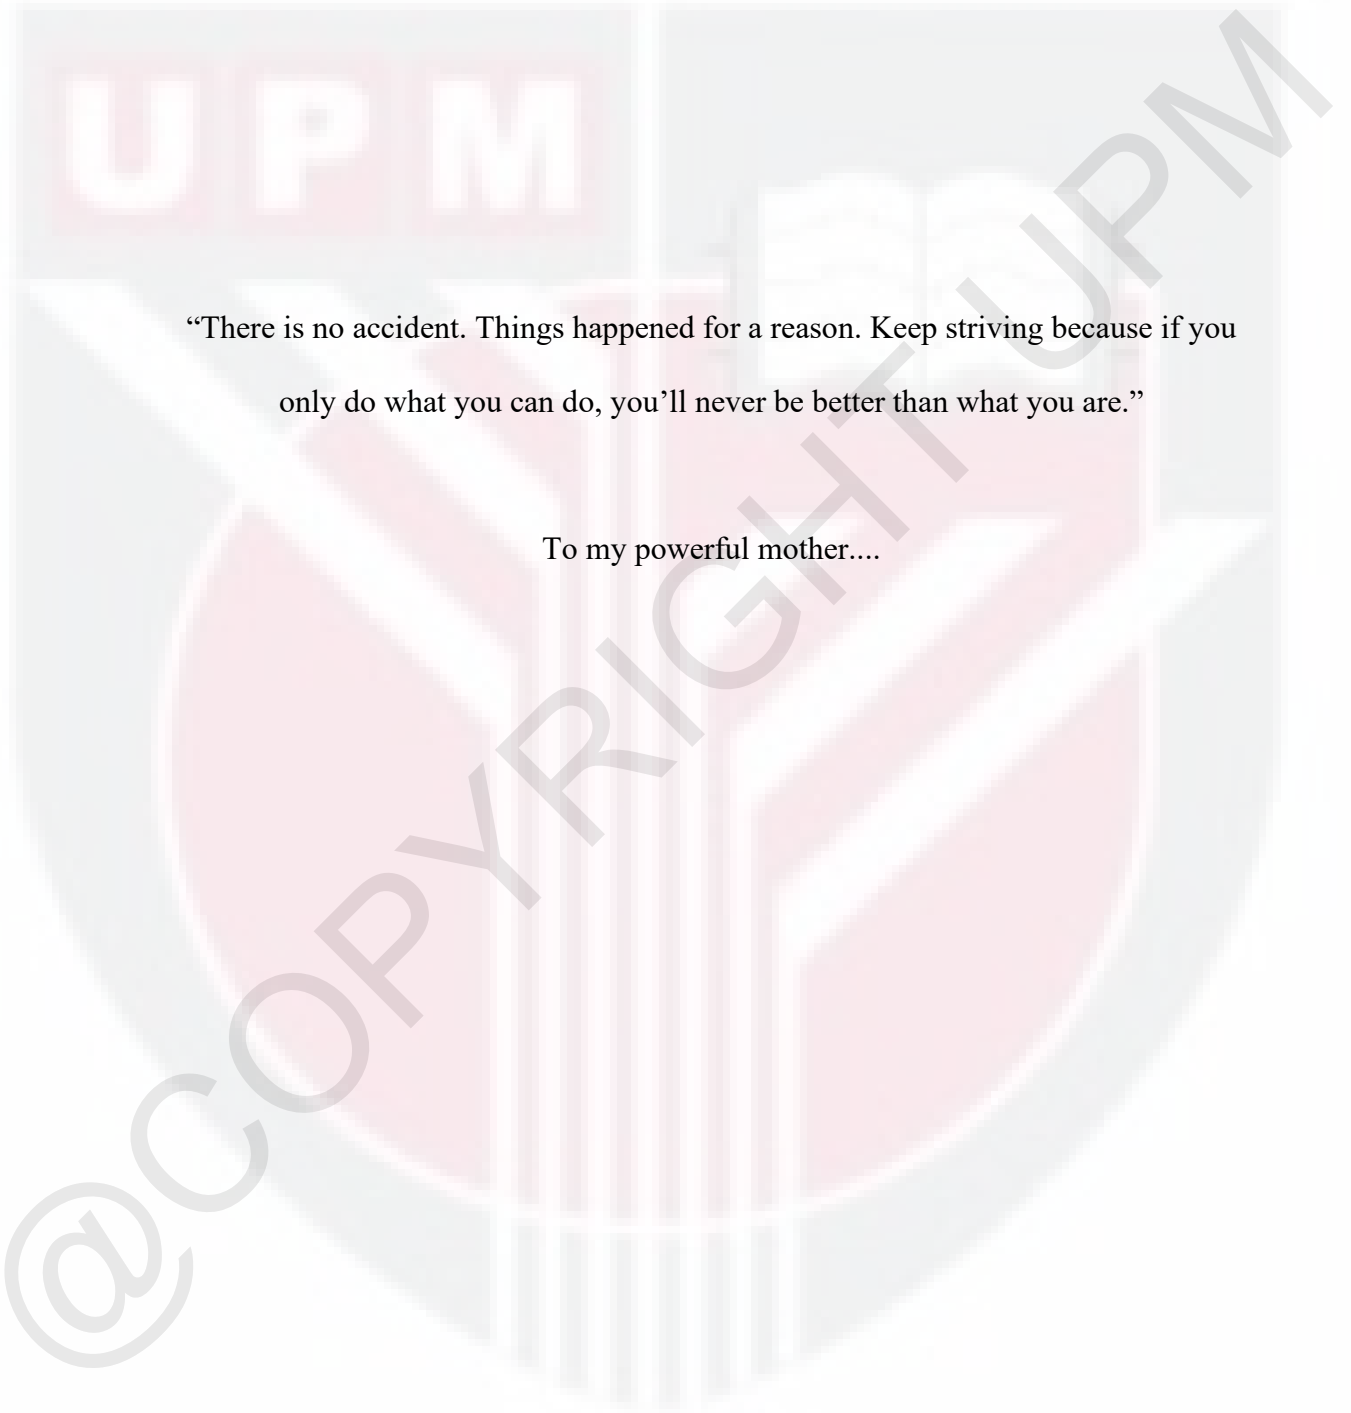 UPM
“There is no accident. Things happened for a reason. Keep striving because if you
only do what you can do, you’ll never be better than what you are.”
To my powerful mother....
@COPYRIGHT UPM